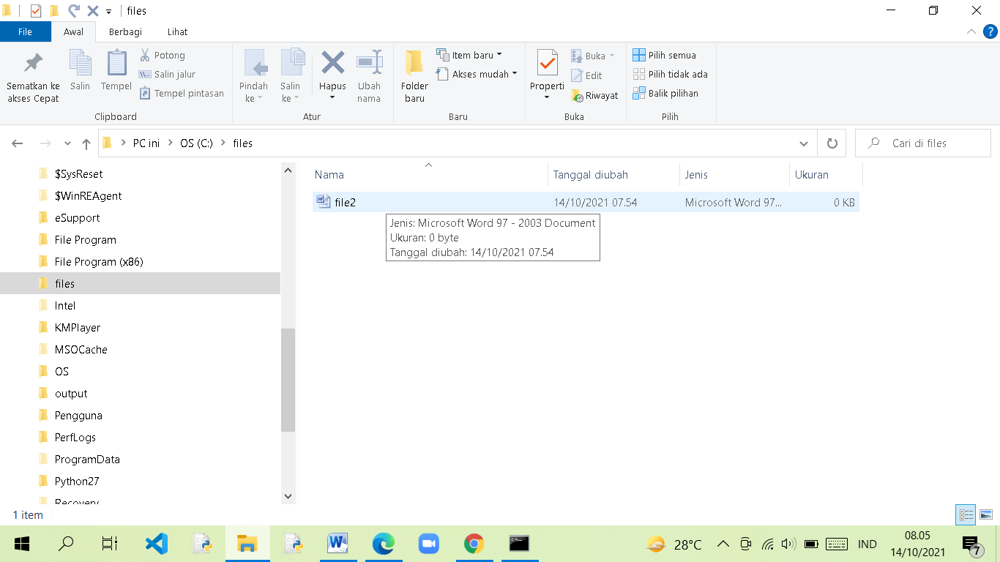 files
File
Awal
Berbagi
Lihat
Sematkan ke akses Cepat
Salin
Tempel
Potong
Salin jalur
Tempel pintasan
Clipboard
Pindah ke
Salin ke
Hapus
Ubah nama
Atur
Folder baru
Item baru
Akses mudah
Baru
Properti
Buka
Edit
Riwayat
Buka
Pilih semua
Pilih tidak ada
Balik pilihan
Pilih
PC ini
OS (C:)
files
Cari di files
$SysReset
$WinREAgent
eSupport
File Program
File Program (x86)
files
Intel
KMPlayer
MSOCache
OS
output
Pengguna
PerfLogs
ProgramData
Python27
Recovery
Nama
Tanggal diubah
Jenis
Ukuran
file2
14/10/2021 07.54
Microsoft Word 97...
0 KB
Jenis: Microsoft Word 97 - 2003 Document
Ukuran: 0 byte
Tanggal diubah: 14/10/2021 07.54
1 item
28°C
IND
08.05
14/10/2021
7